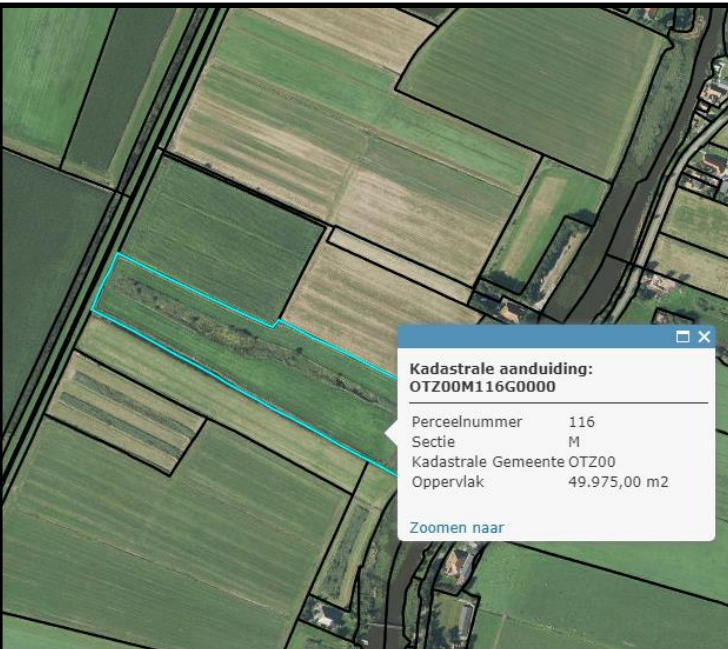 Kadastrale aanduiding:
OTZ00M116G0000
Perceelnummer 116
Sectie M
Kadastrale Gemeente OTZ00
Oppervlak 49.975,00 m2
Zoomen naar